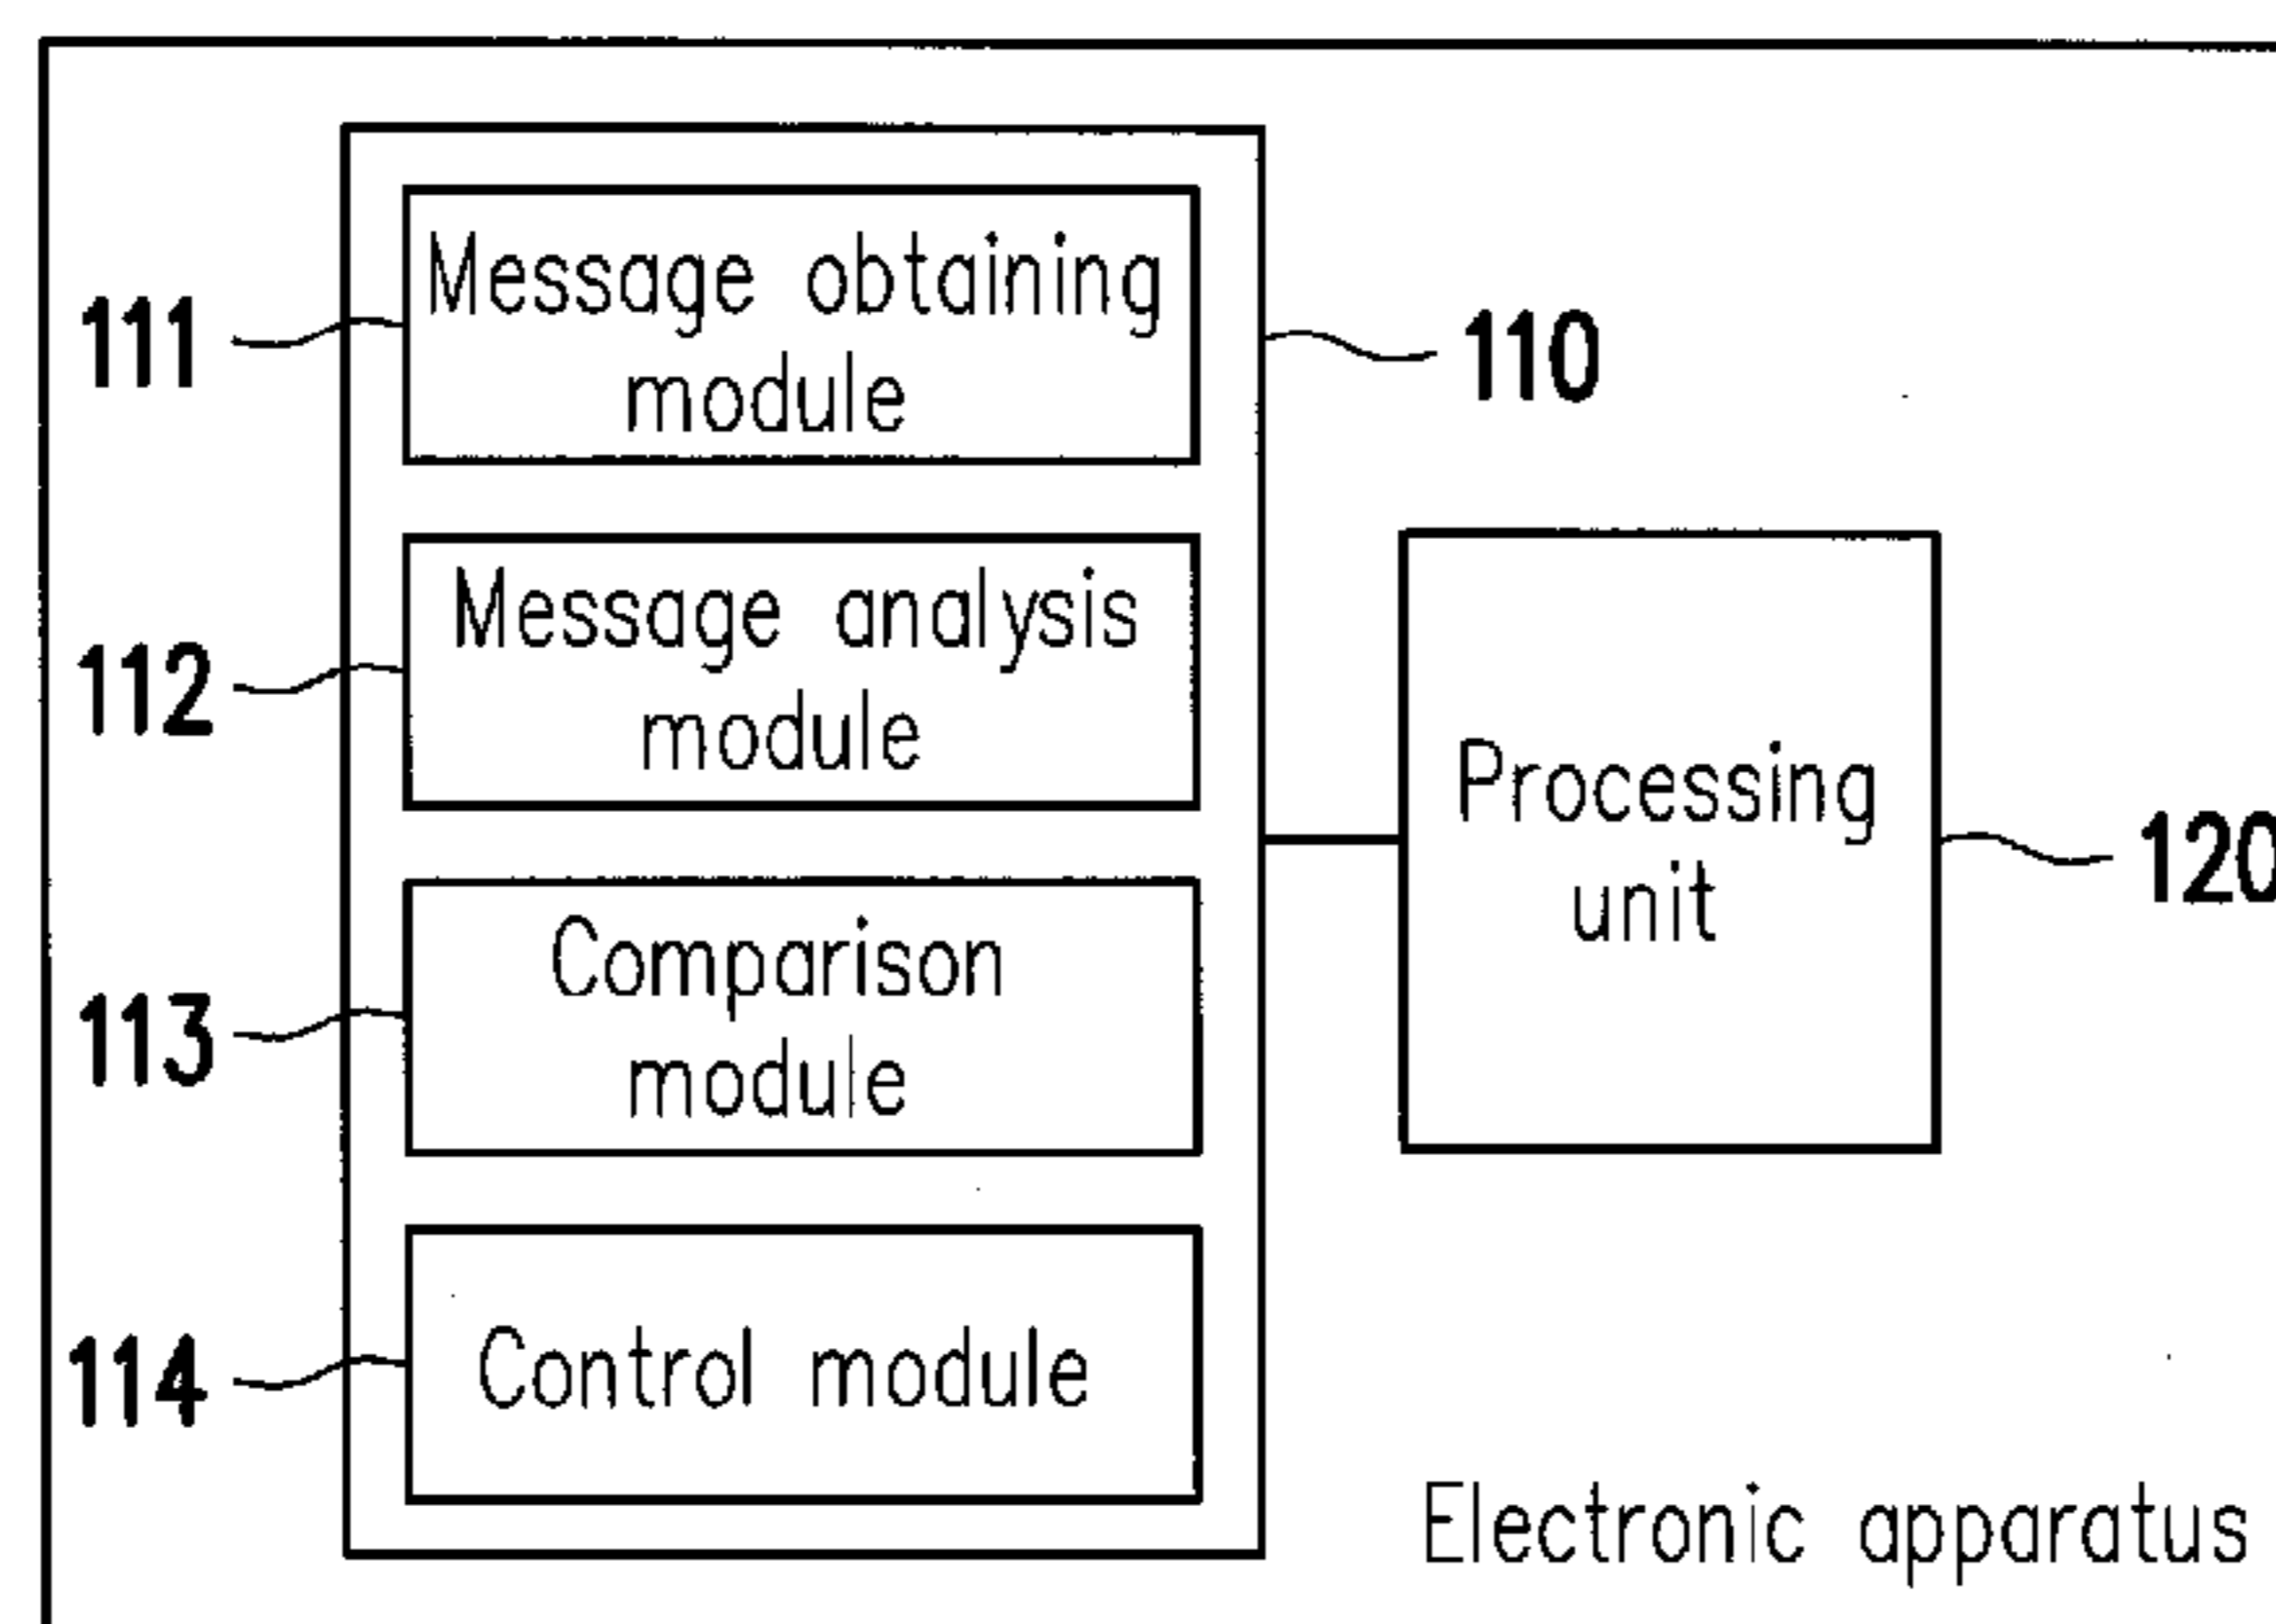 111
Message obtaining
module
110
112
Message analysis
module
Processing
unit
120
113
Comparison
module
114
Control module
Electronic apparatus